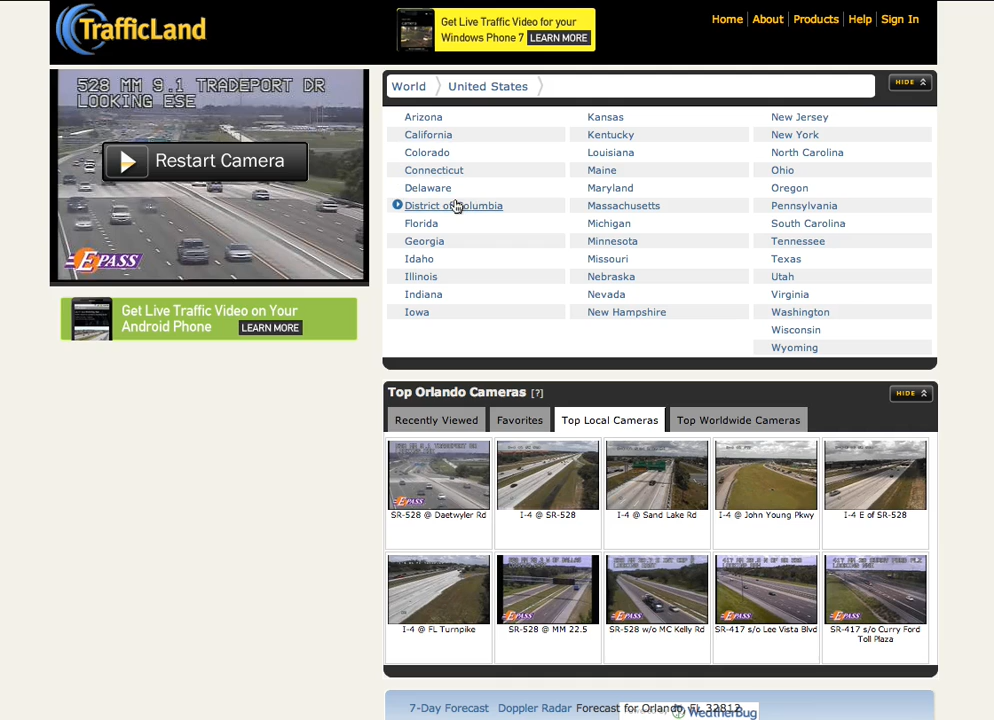 TrafficLand
Get Live Traffic Video for your
Windows Phone 7 LEARN MORE
Home About Products Help Sign In
528 MM 9.1 TRADEPORT DR
LOOKING ESE
Restart Camera
E-PASS
Get Live Traffic Video on Your
Android Phone LEARN MORE
World United States HIDE
Arizona Kansas New Jersey
California Kentucky New York
Colorado Louisiana North Carolina
Connecticut Maine Ohio
Delaware Maryland Oregon
District of Columbia Massachusetts Pennsylvania
Florida Michigan South Carolina
Georgia Minnesota Tennessee
Idaho Missouri Texas
Illinois Nebraska Utah
Indiana Nevada Virginia
Iowa New Hampshire Washington
Wisconsin
Wyoming
Top Orlando Cameras [?] HIDE
Recently Viewed Favorites Top Local Cameras Top Worldwide Cameras
SR-528 @ Daetwyler Rd I-4 @ SR-528 I-4 @ Sand Lake Rd I-4 @ John Young Pkwy I-4 E of SR-528
I-4 @ FL Turnpike SR-528 @ MM 22.5 SR-528 w/o MC Kelly Rd SR-417 s/o Lee Vista Blvd SR-417 s/o Curry Ford
Toll Plaza
7-Day Forecast Doppler Radar Forecast for Orlando, FL 32812
WeatherBug